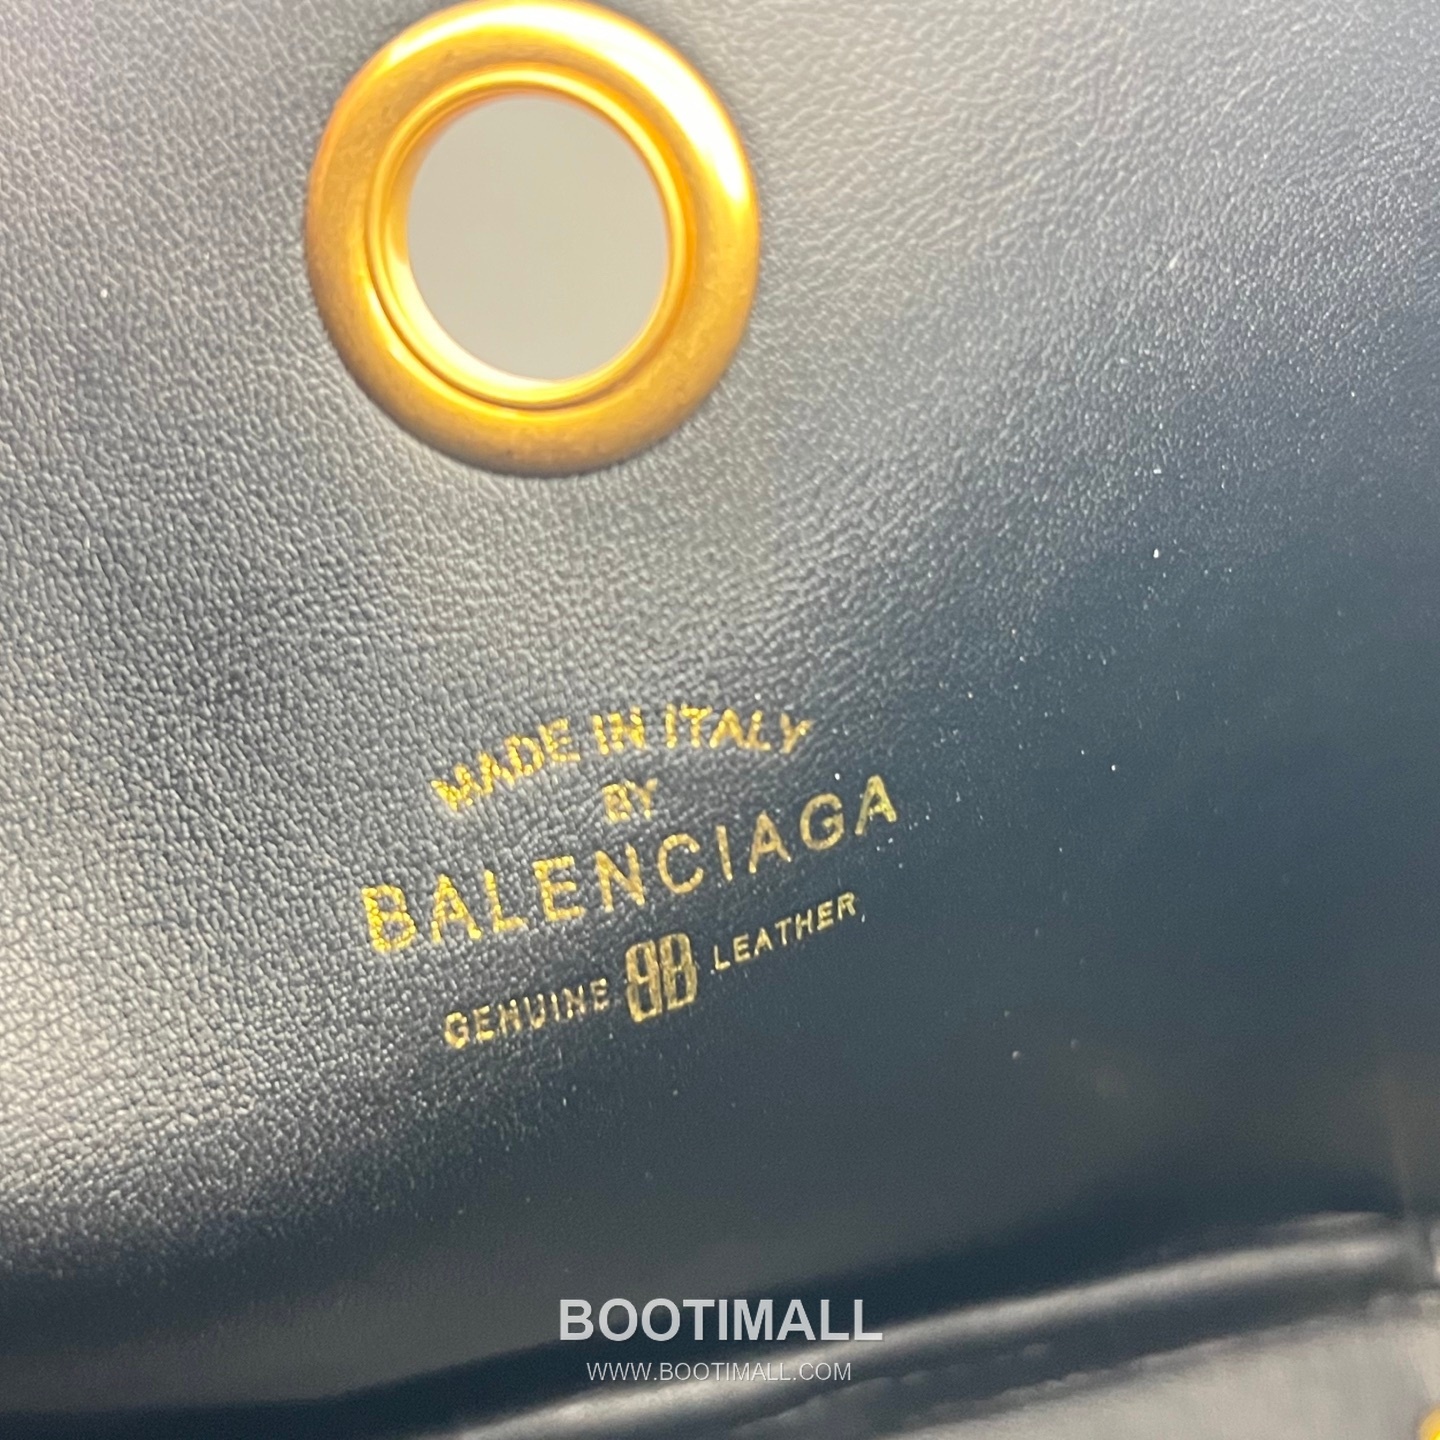 MADE IN ITALY
BY
BALENCIAGA
GENUINE BB LEATHER
BOOTIMALL
WWW.BOOTIMALL.COM